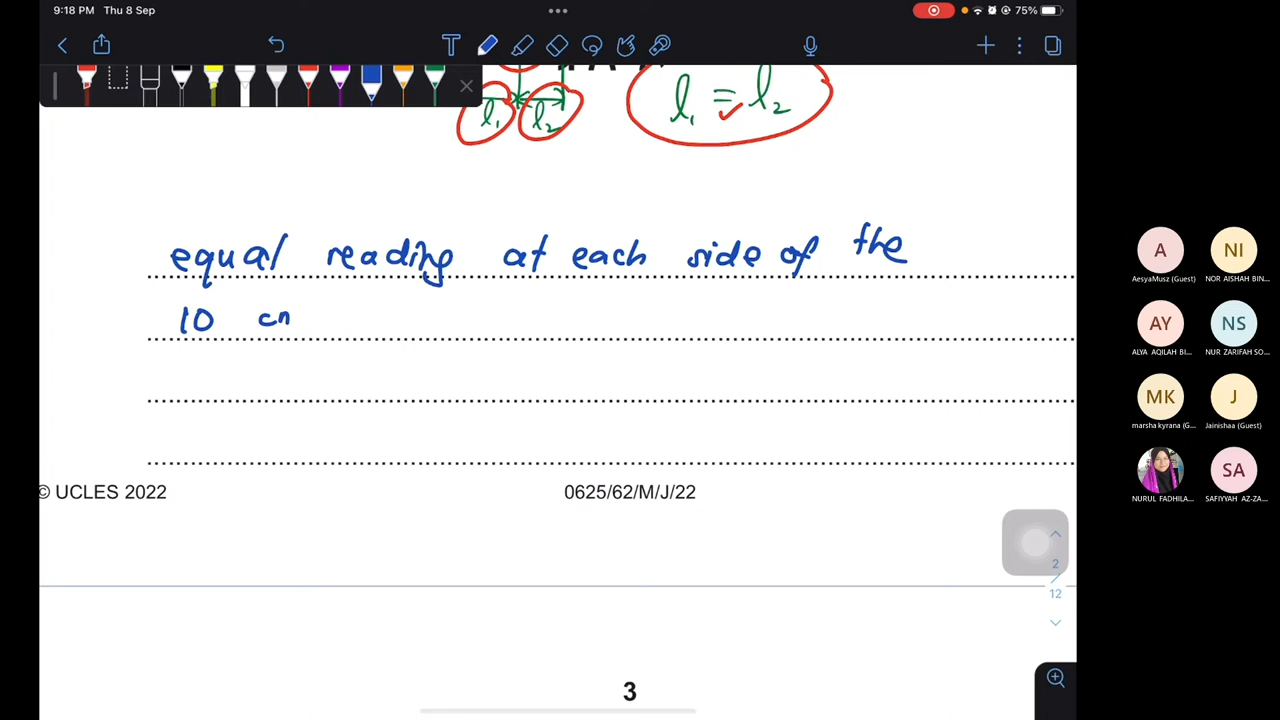 9:18 PM Thu 8 Sep
75%
T
l₁ l₂
l₁ = l₂
equal reading at each side of the
10 cm
© UCLES 2022
0625/62/M/J/22
2
12
3
A
AesyaMusz (Guest)
NI
NOR AISHAH BIN...
AY
ALYA AQILAH BI...
NS
NUR ZARIFAH SO...
MK
marsha kyrana (G...
J
Jainishaa (Guest)
NURUL FADHILA...
SA
SAFIYYAH AZ-ZA...